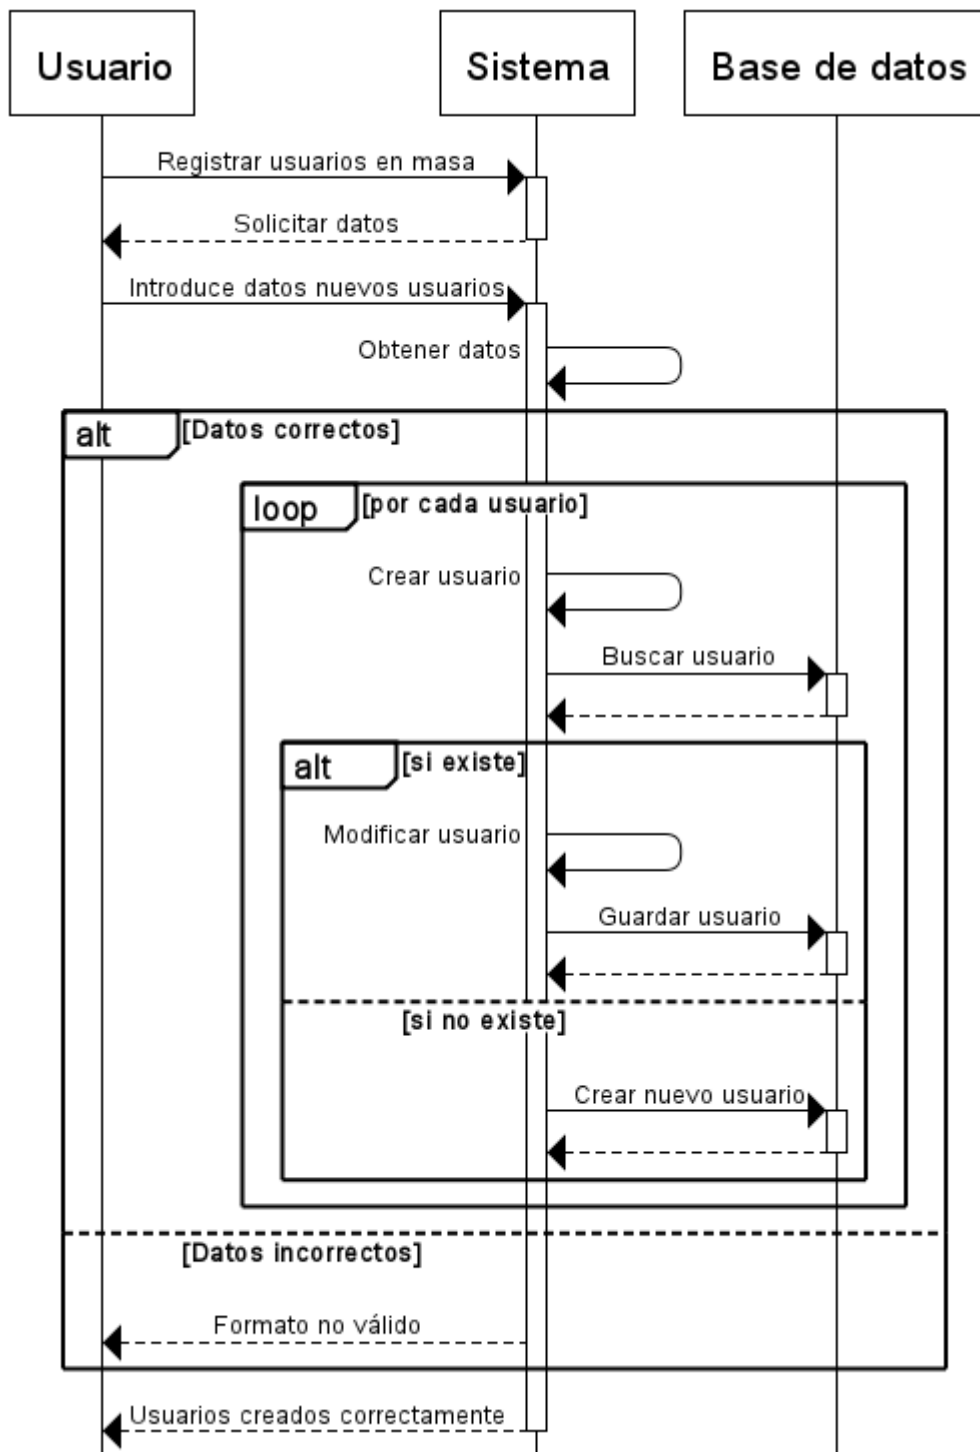 Usuario
Sistema
Base de datos
Registrar usuarios en masa
Solicitar datos
Introduce datos nuevos usuarios
Obtener datos
alt
[Datos correctos]
loop
[por cada usuario]
Crear usuario
Buscar usuario
alt
[si existe]
Modificar usuario
Guardar usuario
[si no existe]
Crear nuevo usuario
[Datos incorrectos]
Formato no válido
Usuarios creados correctamente